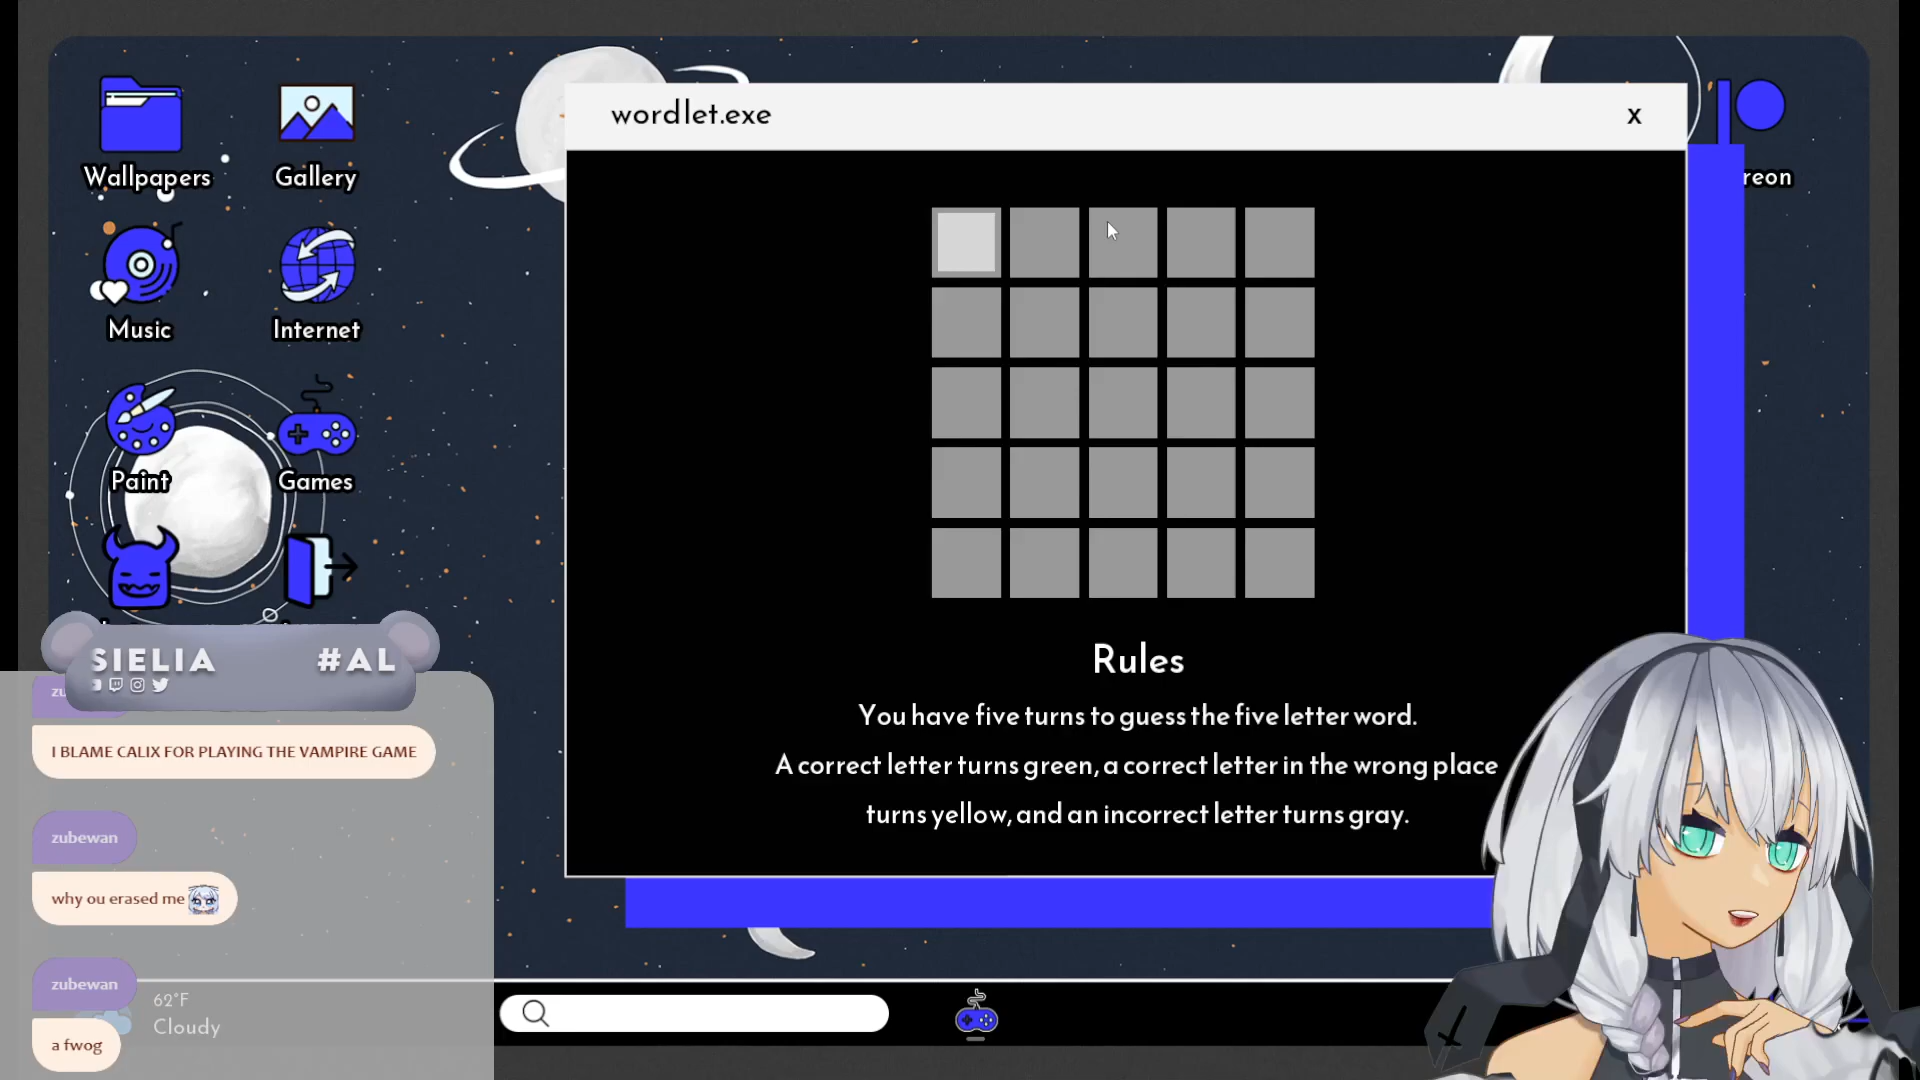 wordlet.exe
x
Wallpapers
Gallery
reon
Music
Internet
Paint
Games
Rules
You have five turns to guess the five letter word.
A correct letter turns green, a correct letter in the wrong place
turns yellow, and an incorrect letter turns gray.
SIELIA #AL
zu
I BLAME CALIX FOR PLAYING THE VAMPIRE GAME
zubewan
why ou erased me
zubewan
a fwog
62°F
Cloudy